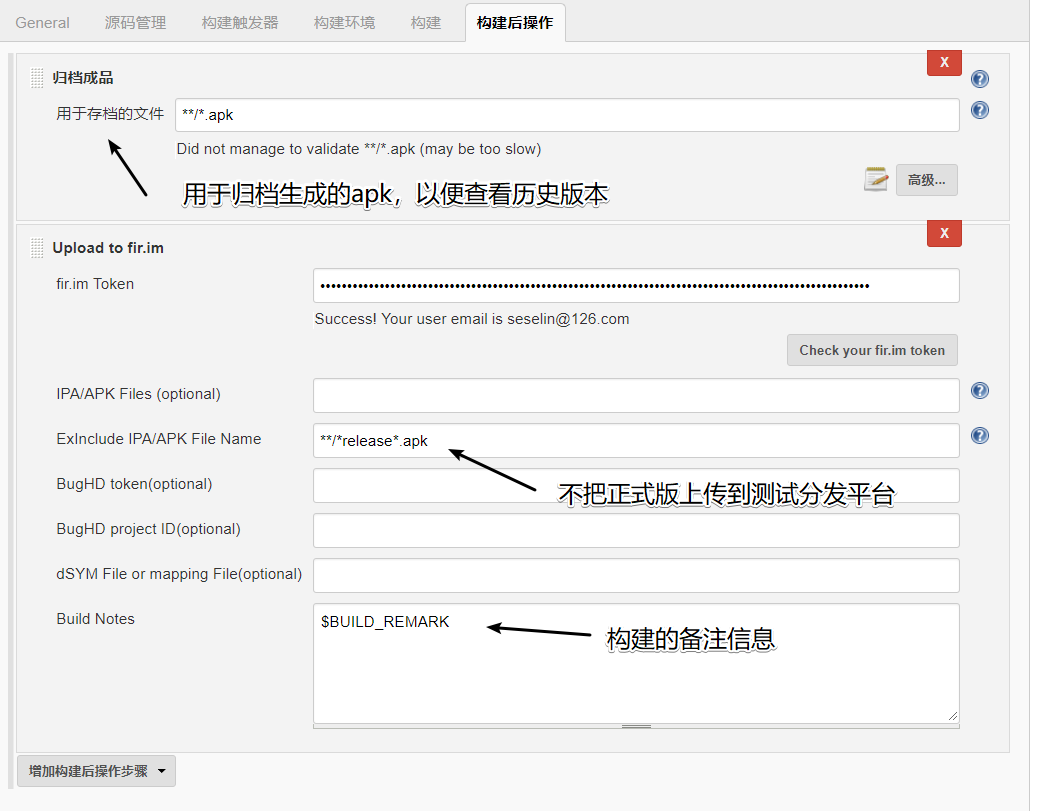 General 源码管理 构建触发器 构建环境 构建 构建后操作
归档成品
X
用于存档的文件 **/*.apk
Did not manage to validate **/*.apk (may be too slow)
用于归档生成的apk，以便查看历史版本
高级...
Upload to fir.im
X
fir.im Token
Success! Your user email is seselin@126.com
Check your fir.im token
IPA/APK Files (optional)
ExInclude IPA/APK File Name **/*release*.apk
BugHD token(optional)
不把正式版上传到测试分发平台
BugHD project ID(optional)
dSYM File or mapping File(optional)
Build Notes $BUILD_REMARK
构建的备注信息
增加构建后操作步骤